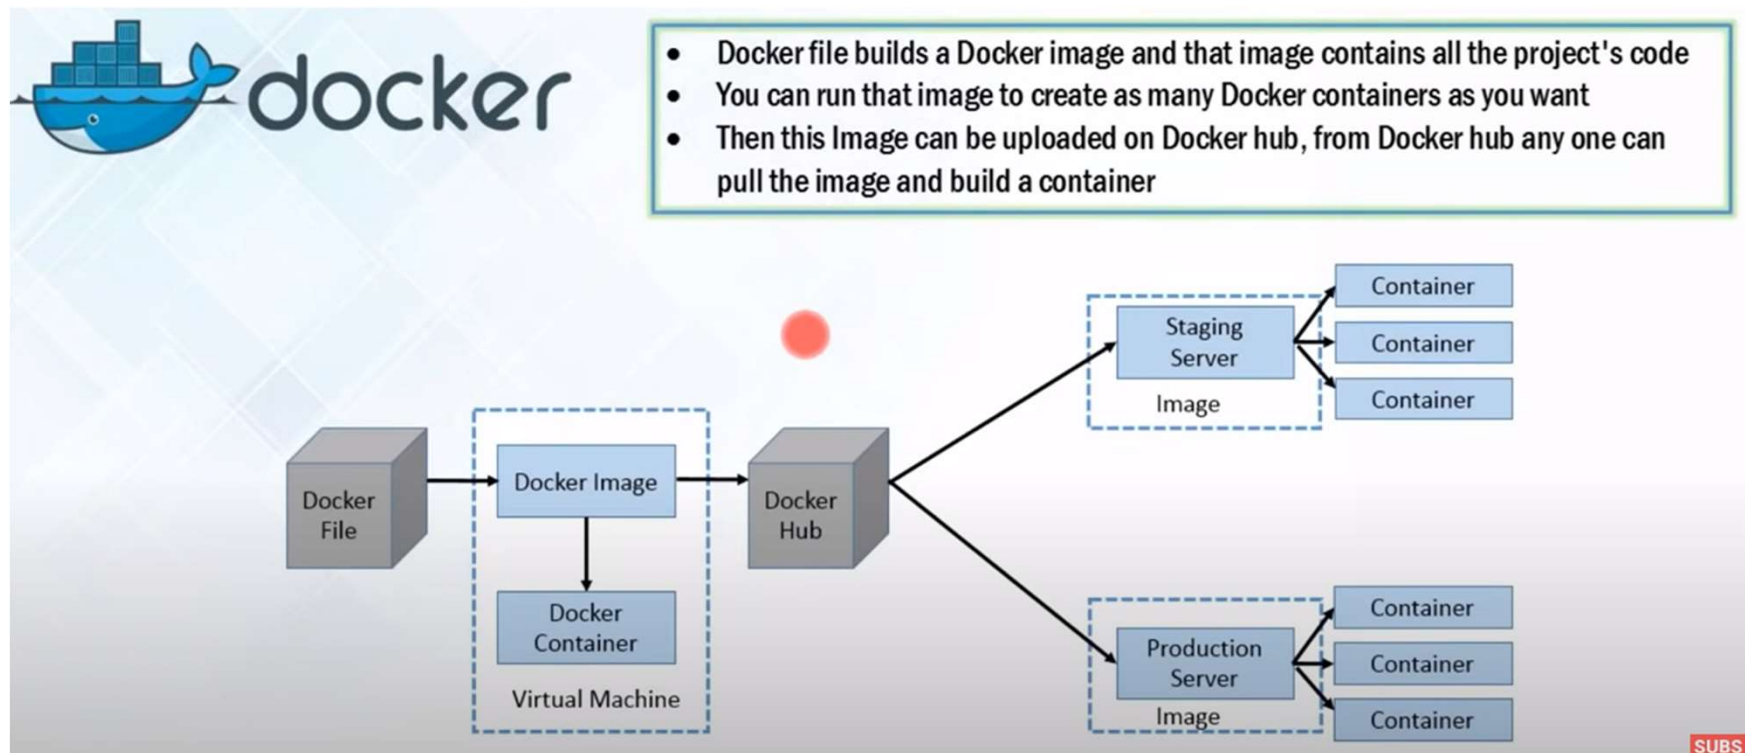 docker
Docker file builds a Docker image and that image contains all the project's code
You can run that image to create as many Docker containers as you want
Then this Image can be uploaded on Docker hub, from Docker hub any one can
pull the image and build a container
Docker
File
Docker Image
Docker
Container
Virtual Machine
Docker
Hub
Staging
Server
Image
Container
Container
Container
Production
Server
Image
Container
Container
Container
SUBS